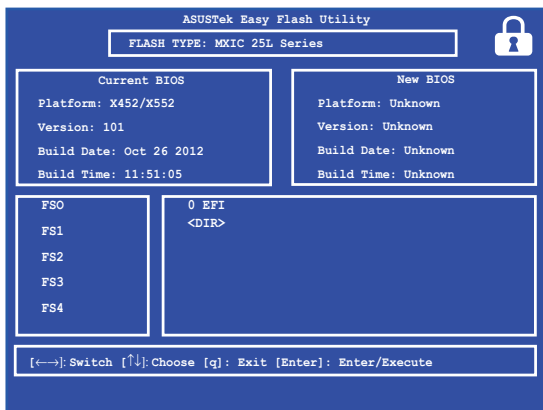 ASUSTek Easy Flash Utility
FLASH TYPE: MXIC 25L Series
Current BIOS
Platform: X452/X552
Version: 101
Build Date: Oct 26 2012
Build Time: 11:51:05
New BIOS
Platform: Unknown
Version: Unknown
Build Date: Unknown
Build Time: Unknown
FSO
FS1
FS2
FS3
FS4
0 EFI
<DIR>
[←→]: Switch [↑↓]: Choose [q]: Exit [Enter]: Enter/Execute